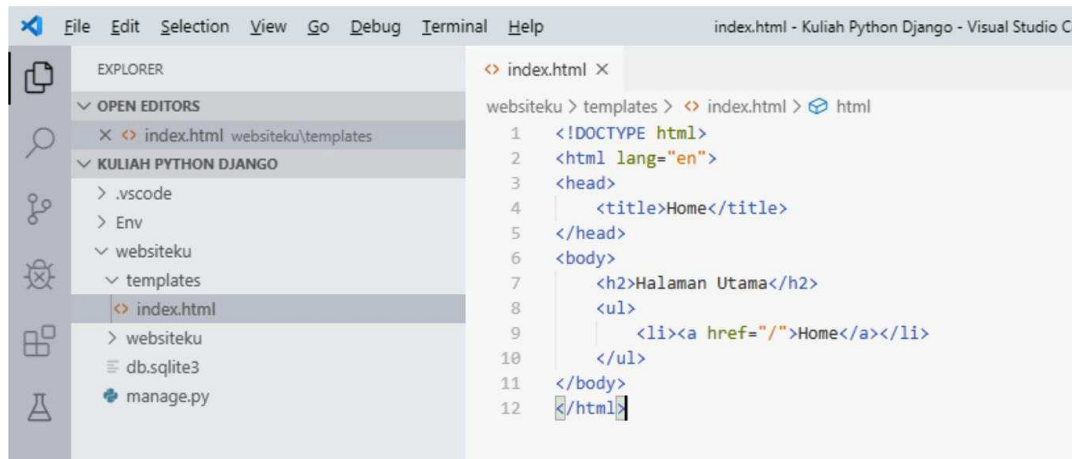 File Edit Selection View Go Debug Terminal Help index.html - Kuliah Python Django - Visual Studio C
EXPLORER
OPEN EDITORS
index.html websiteku\templates
KULIAH PYTHON DJANGO
.vscode
Env
websiteku
templates
index.html
websiteku
db.sqlite3
manage.py
index.html
websiteku > templates > index.html > html
1 <!DOCTYPE html>
2 <html lang="en">
3 <head>
4 <title>Home</title>
5 </head>
6 <body>
7 <h2>Halaman Utama</h2>
8 <ul>
9 <li><a href="/">Home</a></li>
10 </ul>
11 </body>
12 </html>